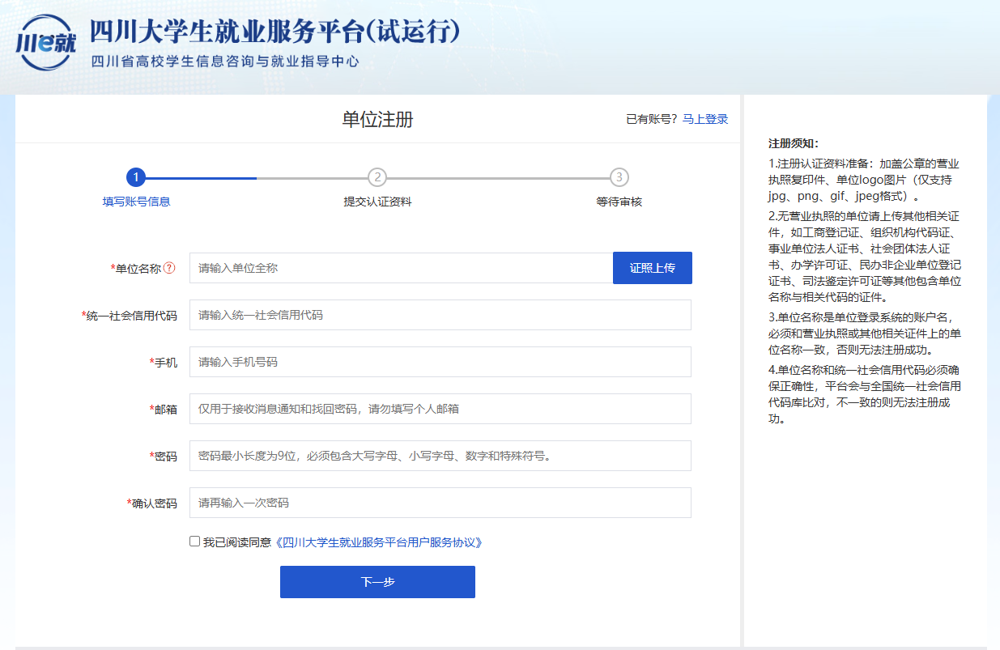 川e就
四川大学生就业服务平台(试运行)
四川省高校学生信息咨询与就业指导中心
单位注册
已有账号？马上登录
1
2
3
填写账号信息
提交认证资料
等待审核
*单位名称?
请输入单位全称
证照上传
*统一社会信用代码
请输入统一社会信用代码
*手机
请输入手机号码
*邮箱
仅用于接收消息通知和找回密码，请勿填写个人邮箱
*密码
密码最小长度为9位，必须包含大写字母、小写字母、数字和特殊符号。
*确认密码
请再输入一次密码
我已阅读同意《四川大学生就业服务平台用户服务协议》
下一步
注册须知：
1.注册认证资料准备：加盖公章的营业
执照复印件、单位logo图片（仅支持
jpg、png、gif、jpeg格式）。
2.无营业执照的单位请上传其他相关证
件，如工商登记证、组织机构代码证、
事业单位法人证书、社会团体法人证
书、办学许可证、民办非企业单位登记
证书、司法鉴定许可证等其他包含单位
名称与相关代码的证件。
3.单位名称是单位登录系统的账户名，
必须和营业执照或其他相关证件上的单
位名称一致，否则无法注册成功。
4.单位名称和统一社会信用代码必须确
保正确性，平台会与全国统一社会信用
代码库比对，不一致的则无法注册成
功。